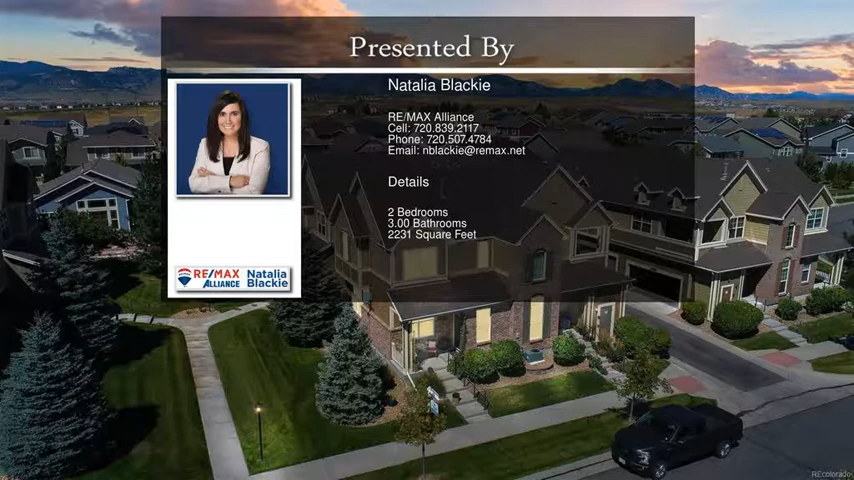 Presented By
Natalia Blackie
RE/MAX Alliance
Cell: 720.839.2117
Phone: 720.507.4784
Email: nblackie@remax.net
Details
2 Bedrooms
3.00 Bathrooms
2231 Square Feet
RE/MAX
ALLIANCE
Natalia
Blackie
REcolorado